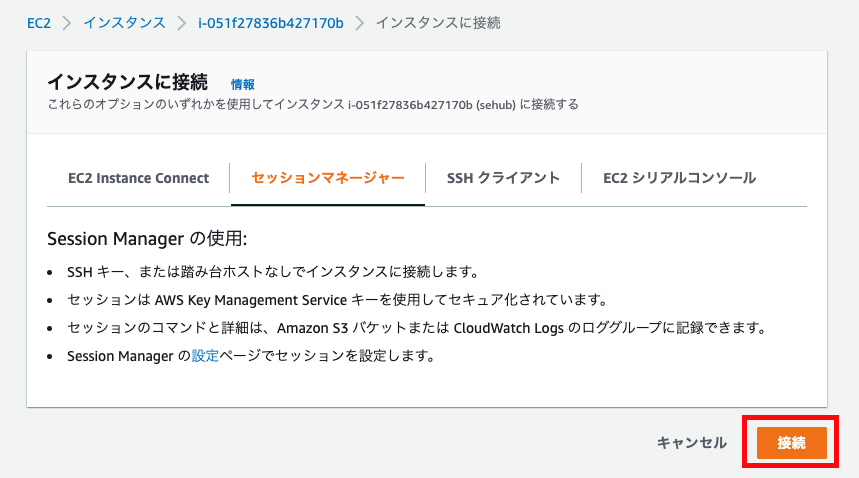 EC2 > インスタンス > i-051f27836b427170b > インスタンスに接続
インスタンスに接続 情報
これらのオプションのいずれかを使用してインスタンス i-051f27836b427170b (sehub) に接続する
EC2 Instance Connect セッションマネージャー SSH クライアント EC2 シリアルコンソール
Session Manager の使用:
• SSH キー、または踏み台ホストなしでインスタンスに接続します。
• セッションは AWS Key Management Service キーを使用してセキュア化されています。
• セッションのコマンドと詳細は、Amazon S3 バケットまたは CloudWatch Logs のロググループに記録できます。
• Session Manager の設定ページでセッションを設定します。
キャンセル 接続